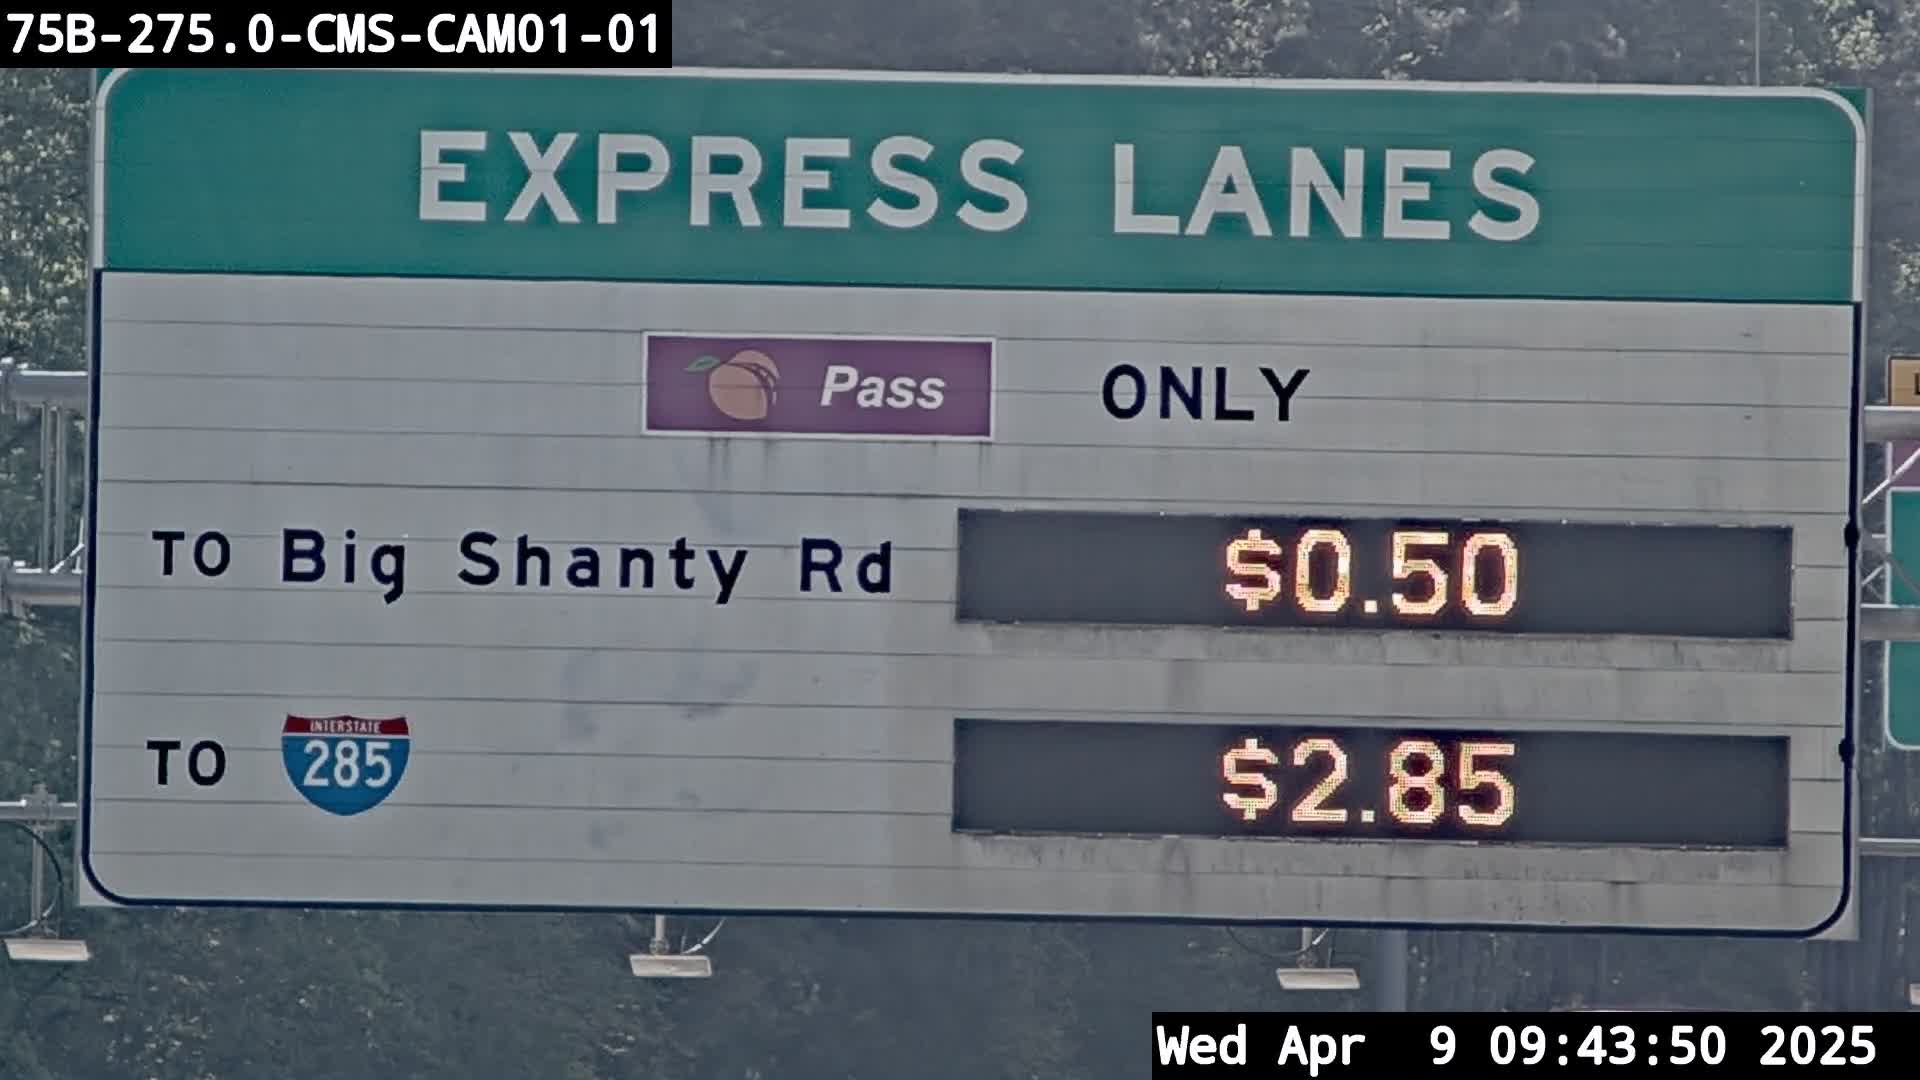 75B-275.0-CMS-CAM01-01
EXPRESS LANES
Pass ONLY
TO Big Shanty Rd $0.50
TO INTERSTATE 285 $2.85
Wed Apr 9 09:43:50 2025